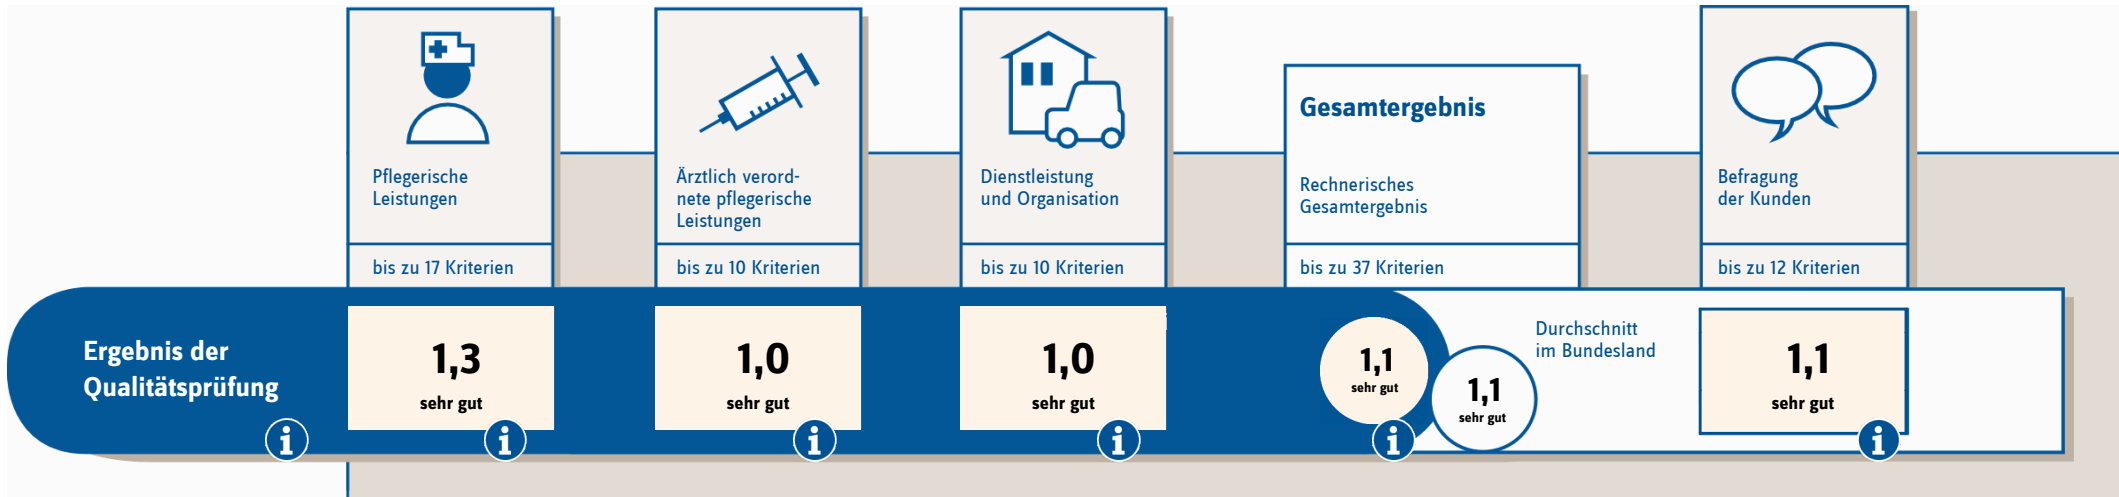 Pflegerische
Leistungen
bis zu 17 Kriterien
Ärztlich verord-
nete pflegerische
Leistungen
bis zu 10 Kriterien
Dienstleistung
und Organisation
bis zu 10 Kriterien
Gesamtergebnis
Rechnerisches
Gesamtergebnis
bis zu 37 Kriterien
Befragung
der Kunden
bis zu 12 Kriterien
Ergebnis der
Qualitätsprüfung
i
1,3
sehr gut
i
1,0
sehr gut
i
1,0
sehr gut
i
1,1
sehr gut
i
1,1
sehr gut
Durchschnitt
im Bundesland
1,1
sehr gut
i